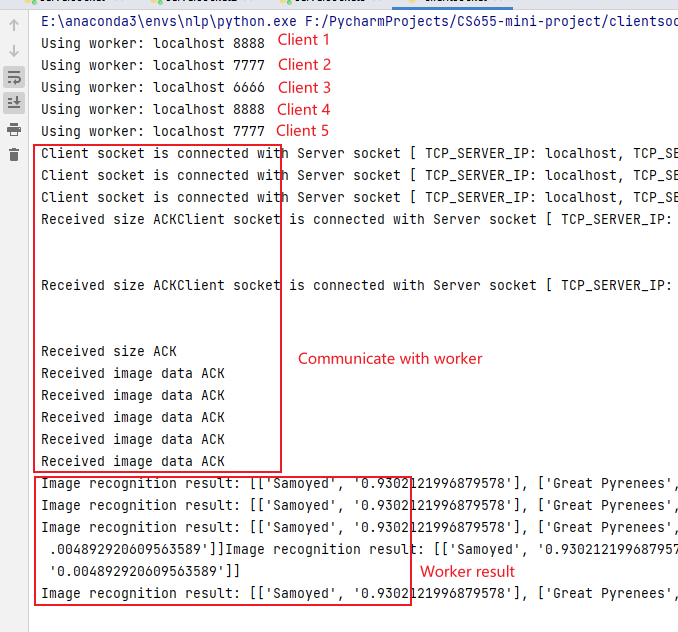 E:\anaconda3\envs\nlp\python.exe F:/PycharmProjects/CS655-mini-project/clientsoc
Using worker: localhost 8888 Client 1
Using worker: localhost 7777 Client 2
Using worker: localhost 6666 Client 3
Using worker: localhost 8888 Client 4
Using worker: localhost 7777 Client 5
Client socket is connected with Server socket [ TCP_SERVER_IP: localhost, TCP_SE
Client socket is connected with Server socket [ TCP_SERVER_IP: localhost, TCP_SE
Client socket is connected with Server socket [ TCP_SERVER_IP: localhost, TCP_SE
Received size ACKClient socket is connected with Server socket [ TCP_SERVER_IP:
Received size ACKClient socket is connected with Server socket [ TCP_SERVER_IP:
Received size ACK
Communicate with worker
Received image data ACK
Received image data ACK
Received image data ACK
Received image data ACK
Received image data ACK
Image recognition result: [['Samoyed', '0.9302121996879578'], ['Great Pyrenees',
Image recognition result: [['Samoyed', '0.9302121996879578'], ['Great Pyrenees',
Image recognition result: [['Samoyed', '0.9302121996879578'], ['Great Pyrenees',
.004892920609563589']]Image recognition result: [['Samoyed', '0.930212199687957
'0.004892920609563589']]
Worker result
Image recognition result: [['Samoyed', '0.9302121996879578'], ['Great Pyrenees',